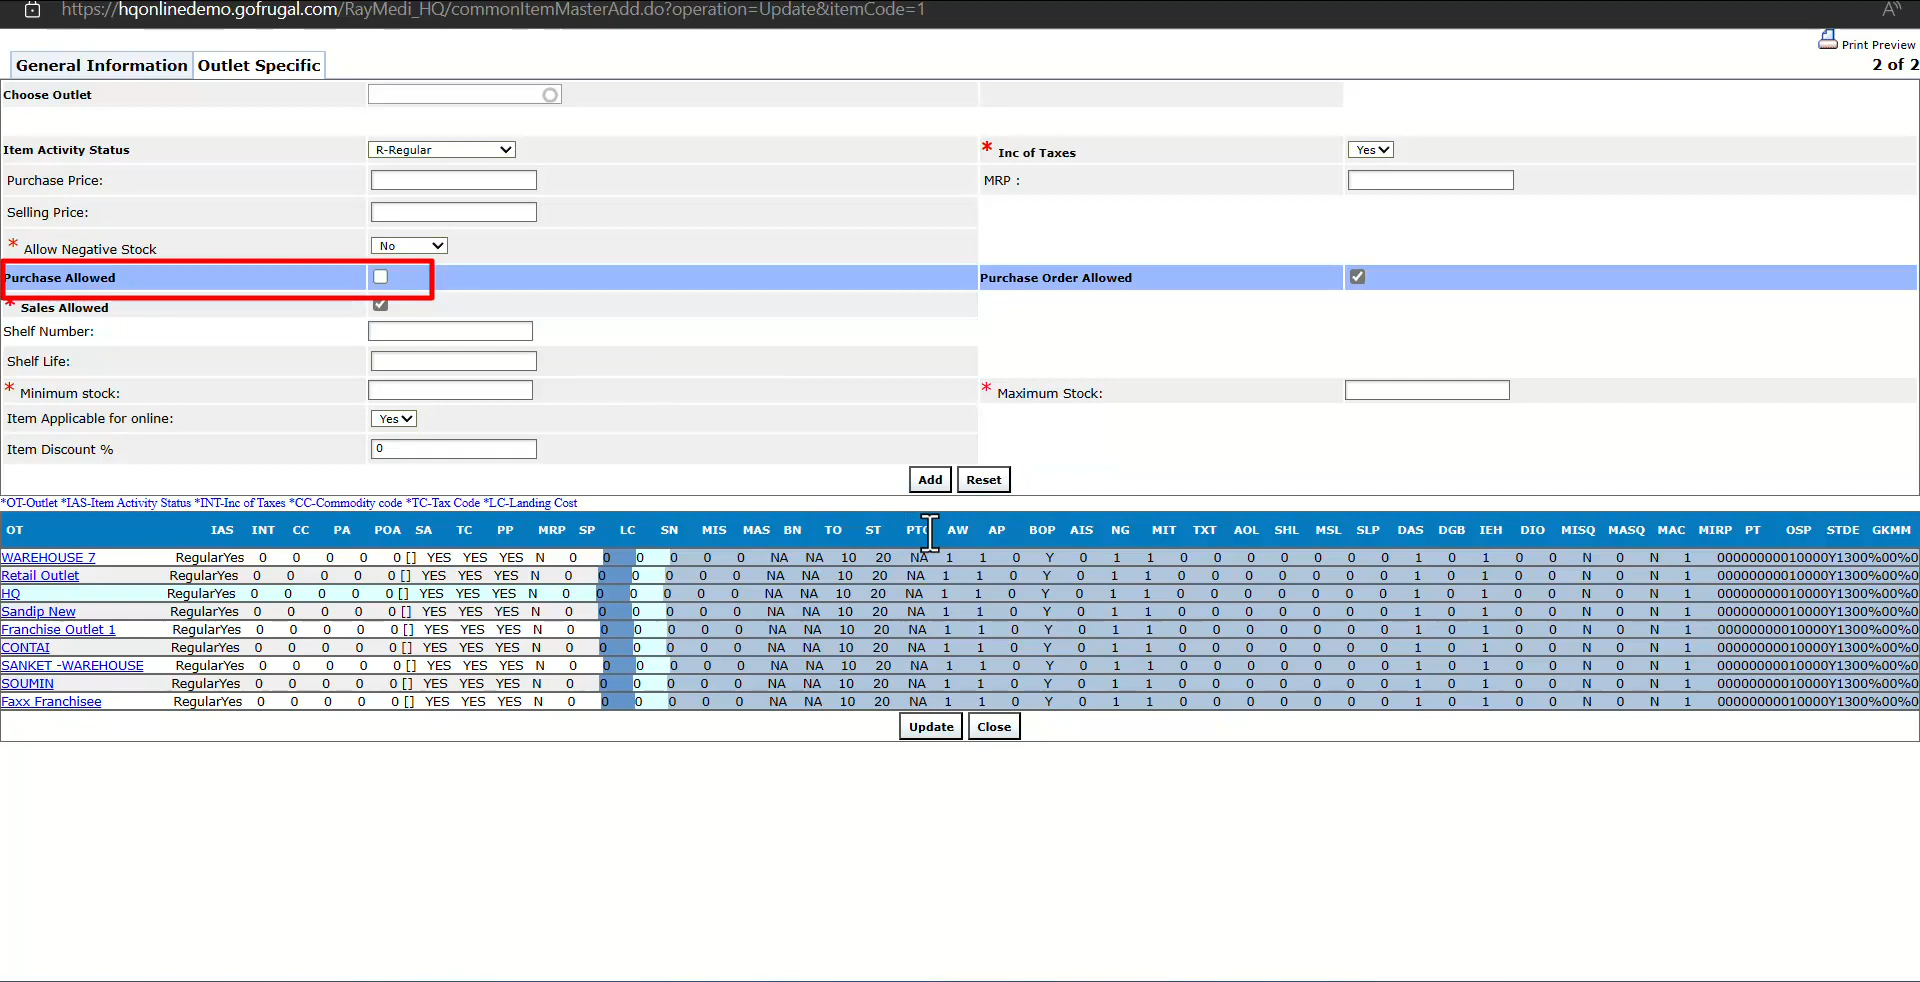 https://hqonlinedemo.gofrugal.com/RayMedi_HQ/commonItemMasterAdd.do?operation=Update&itemCode=1
Print Preview
General Information Outlet Specific 2 of 2
Choose Outlet
Item Activity Status R-Regular * Inc of Taxes Yes
Purchase Price: MRP :
Selling Price:
* Allow Negative Stock No
Purchase Allowed Purchase Order Allowed
* Sales Allowed
Shelf Number:
Shelf Life:
* Minimum stock: * Maximum Stock:
Item Applicable for online: Yes
Item Discount % 0
Add Reset
*OT-Outlet *IAS-Item Activity Status *INT-Inc of Taxes *CC-Commodity code *TC-Tax Code *LC-Landing Cost
OT IAS INT CC PA POA SA TC PP MRP SP LC SN MIS MAS BN TO ST PTC AW AP BOP AIS NG MIT TXT AOL SHL MSL SLP DAS DGB IEH DIO MISQ MASQ MAC MIRP PT OSP STDE GKMM
WAREHOUSE 7 RegularYes 0 0 0 0 0 [] YES YES YES N 0 0 0 0 0 0 NA NA 10 20 NA 1 1 0 Y 0 1 1 0 0 0 0 0 0 0 1 0 1 0 0 N 0 N 1 00000000010000Y1300%00%0
Retail Outlet RegularYes 0 0 0 0 0 [] YES YES YES N 0 0 0 0 0 0 NA NA 10 20 NA 1 1 0 Y 0 1 1 0 0 0 0 0 0 0 1 0 1 0 0 N 0 N 1 00000000010000Y1300%00%0
HQ RegularYes 0 0 0 0 0 [] YES YES YES N 0 0 0 0 0 0 NA NA 10 20 NA 1 1 0 Y 0 1 1 0 0 0 0 0 0 0 1 0 1 0 0 N 0 N 1 00000000010000Y1300%00%0
Sandip New RegularYes 0 0 0 0 0 [] YES YES YES N 0 0 0 0 0 0 NA NA 10 20 NA 1 1 0 Y 0 1 1 0 0 0 0 0 0 0 1 0 1 0 0 N 0 N 1 00000000010000Y1300%00%0
Franchise Outlet 1 RegularYes 0 0 0 0 0 [] YES YES YES N 0 0 0 0 0 0 NA NA 10 20 NA 1 1 0 Y 0 1 1 0 0 0 0 0 0 0 1 0 1 0 0 N 0 N 1 00000000010000Y1300%00%0
CONTAI RegularYes 0 0 0 0 0 [] YES YES YES N 0 0 0 0 0 0 NA NA 10 20 NA 1 1 0 Y 0 1 1 0 0 0 0 0 0 0 1 0 1 0 0 N 0 N 1 00000000010000Y1300%00%0
SANKET -WAREHOUSE RegularYes 0 0 0 0 0 [] YES YES YES N 0 0 0 0 0 0 NA NA 10 20 NA 1 1 0 Y 0 1 1 0 0 0 0 0 0 0 1 0 1 0 0 N 0 N 1 00000000010000Y1300%00%0
SOUMIN RegularYes 0 0 0 0 0 [] YES YES YES N 0 0 0 0 0 0 NA NA 10 20 NA 1 1 0 Y 0 1 1 0 0 0 0 0 0 0 1 0 1 0 0 N 0 N 1 00000000010000Y1300%00%0
Faxx Franchisee RegularYes 0 0 0 0 0 [] YES YES YES N 0 0 0 0 0 0 NA NA 10 20 NA 1 1 0 Y 0 1 1 0 0 0 0 0 0 0 1 0 1 0 0 N 0 N 1 00000000010000Y1300%00%0
Update Close